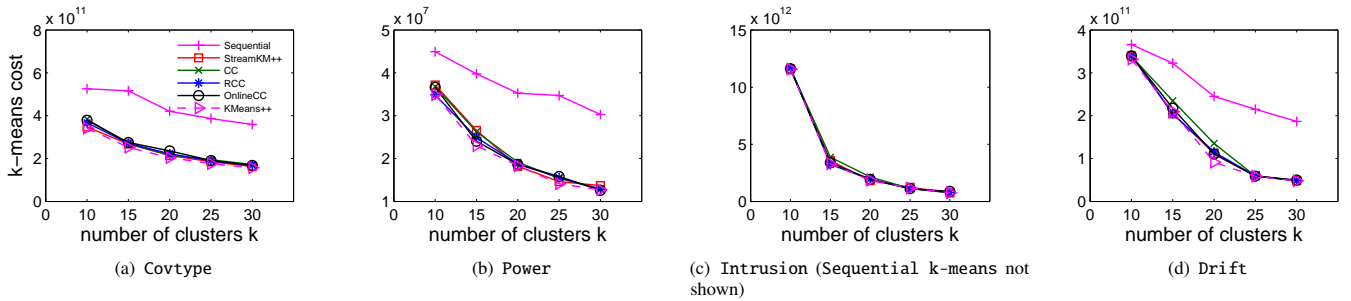 x 10^11
8
6
4
2
0
k−means cost
10 15 20 25 30
number of clusters k
Sequential
StreamKM++
CC
RCC
OnlineCC
KMeans++
(a) Covtype
x 10^7
5
4
3
2
1
0
10 15 20 25 30
number of clusters k
(b) Power
x 10^12
15
10
5
0
10 15 20 25 30
number of clusters k
(c) Intrusion (Sequential k-means not
shown)
x 10^11
4
3
2
1
0
10 15 20 25 30
number of clusters k
(d) Drift